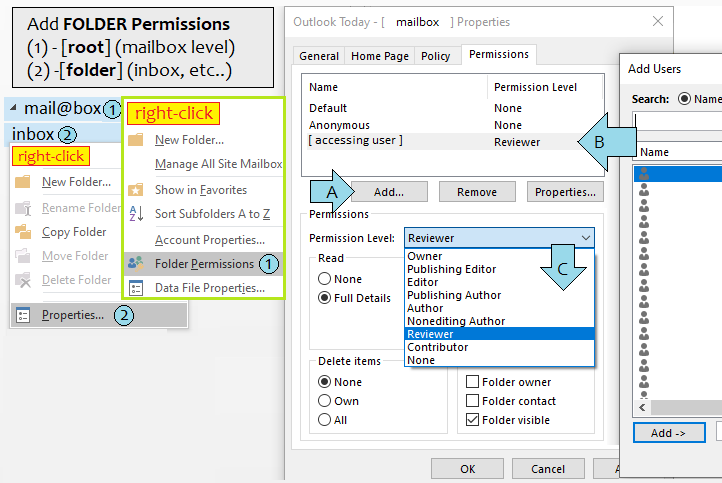 Add FOLDER Permissions
(1) - [root] (mailbox level)
(2) -[folder] (inbox, etc..)
mail@box 1
inbox 2
right-click
New Folder...
Rename Folder
Copy Folder
Move Folder
Delete Folder
Properties... 2
right-click
New Folder...
Manage All Site Mailbox
Show in Favorites
Sort Subfolders A to Z
Account Properties...
Folder Permissions 1
Data File Properties...
Outlook Today - [ mailbox ] Properties
General Home Page Policy Permissions
Name Permission Level
Default None
Anonymous None
[ accessing user ] Reviewer
B
A
Add... Remove Properties...
Permissions
Permission Level: Reviewer
Owner
Publishing Editor
Editor
Publishing Author
Author
Nonediting Author
Reviewer
Contributor
None
C
Read
None
Full Details
Delete items
None
Own
All
Folder owner
Folder contact
Folder visible
OK Cancel A
Add Users
Search: Name
Name
Add ->